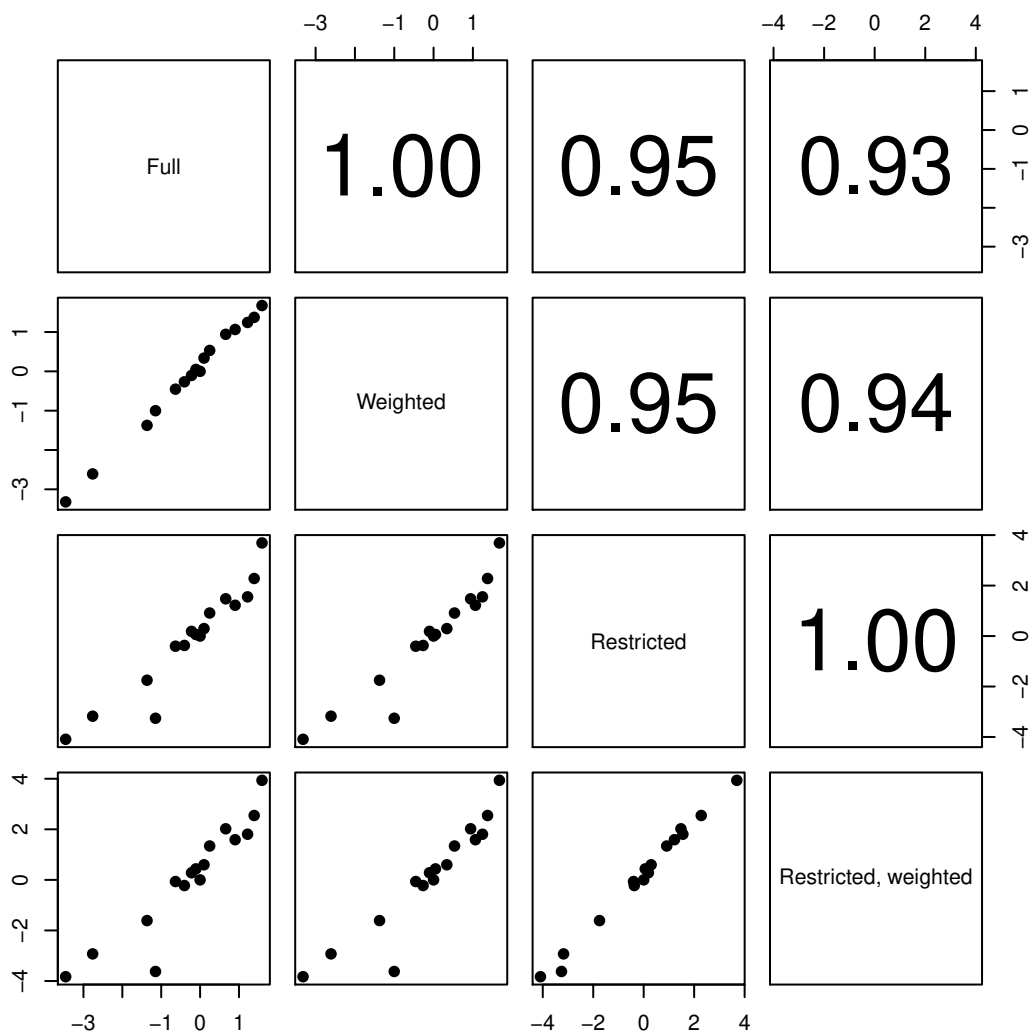 −3 −1 0 1 −4 −2 0 2 4
Full 1.00 0.95 0.93
1 0 −1 −3
1 0 −1 −3
Weighted 0.95 0.94
Restricted 1.00
4 2 0 −2 −4
4 2 0 −2 −4
Restricted, weighted
−3 −1 0 1 −4 −2 0 2 4